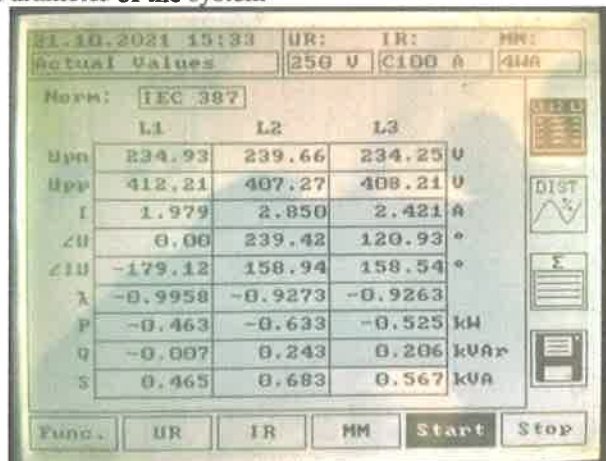 Parameter of the system
21.10.2021 15:33 UR: IR: MM:
Actual Values 250 V C100 A 4WA
Norm: IEC 387
L1 L2 L3
Upn 234.93 239.66 234.25 V
Upp 412.21 407.27 408.21 V
I 1.979 2.850 2.421 A
∠U 0.00 239.42 120.93 °
∠IU -179.12 158.94 158.54 °
λ -0.9958 -0.9273 -0.9263
P -0.463 -0.633 -0.525 kW
Q -0.007 0.243 0.206 kVAr
S 0.465 0.683 0.567 kVA
DIST
%
Σ
Func. UR IR MM Start Stop